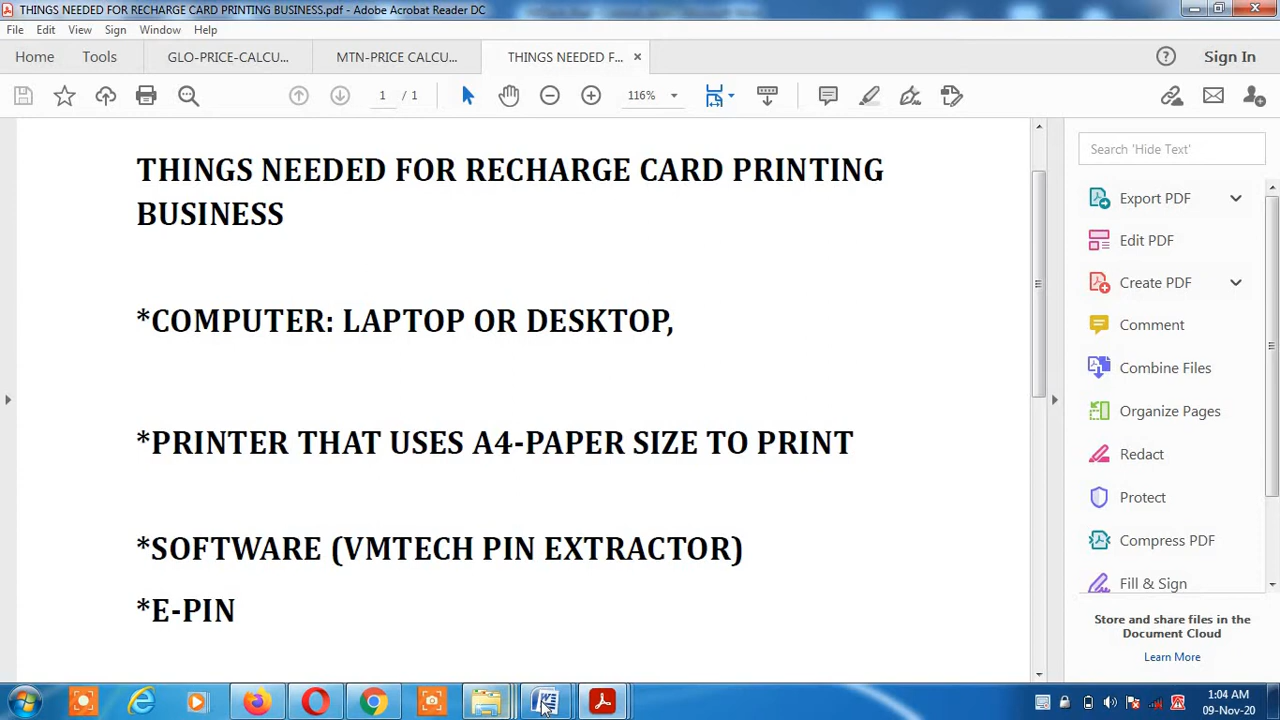 THINGS NEEDED FOR RECHARGE CARD PRINTING BUSINESS.pdf - Adobe Acrobat Reader DC
File Edit View Sign Window Help
Home Tools GLO-PRICE-CALCU... MTN-PRICE CALCU... THINGS NEEDED F... ×
Sign In
1 / 1 116%
THINGS NEEDED FOR RECHARGE CARD PRINTING
BUSINESS
*COMPUTER: LAPTOP OR DESKTOP,
*PRINTER THAT USES A4-PAPER SIZE TO PRINT
*SOFTWARE (VMTECH PIN EXTRACTOR)
*E-PIN
Search 'Hide Text'
Export PDF
Edit PDF
Create PDF
Comment
Combine Files
Organize Pages
Redact
Protect
Compress PDF
Fill & Sign
Store and share files in the
Document Cloud
Learn More
1:04 AM
09-Nov-20